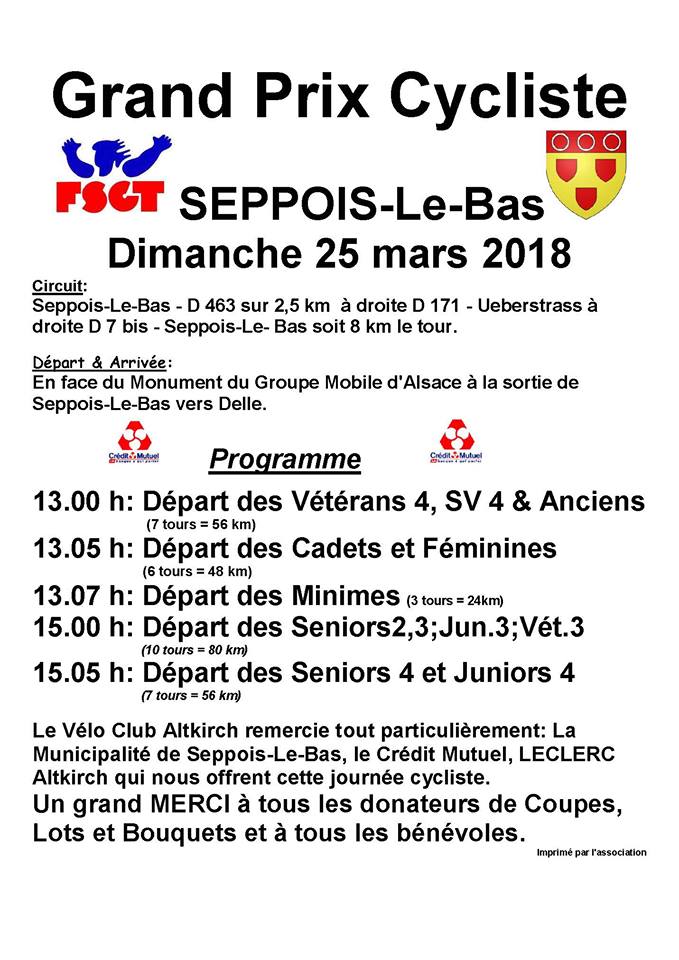 Grand Prix Cycliste
FSGT
SEPPOIS-Le-Bas
Dimanche 25 mars 2018
Circuit:
Seppois-Le-Bas - D 463 sur 2,5 km à droite D 171 - Ueberstrass à
droite D 7 bis - Seppois-Le- Bas soit 8 km le tour.
Départ & Arrivée:
En face du Monument du Groupe Mobile d'Alsace à la sortie de
Seppois-Le-Bas vers Delle.
Crédit Mutuel
Crédit Mutuel
Programme
13.00 h: Départ des Vétérans 4, SV 4 & Anciens
(7 tours = 56 km)
13.05 h: Départ des Cadets et Féminines
(6 tours = 48 km)
13.07 h: Départ des Minimes (3 tours = 24km)
15.00 h: Départ des Seniors2,3;Jun.3;Vét.3
(10 tours = 80 km)
15.05 h: Départ des Seniors 4 et Juniors 4
(7 tours = 56 km)
Le Vélo Club Altkirch remercie tout particulièrement: La
Municipalité de Seppois-Le-Bas, le Crédit Mutuel, LECLERC
Altkirch qui nous offrent cette journée cycliste.
Un grand MERCI à tous les donateurs de Coupes,
Lots et Bouquets et à tous les bénévoles.
Imprimé par l'association